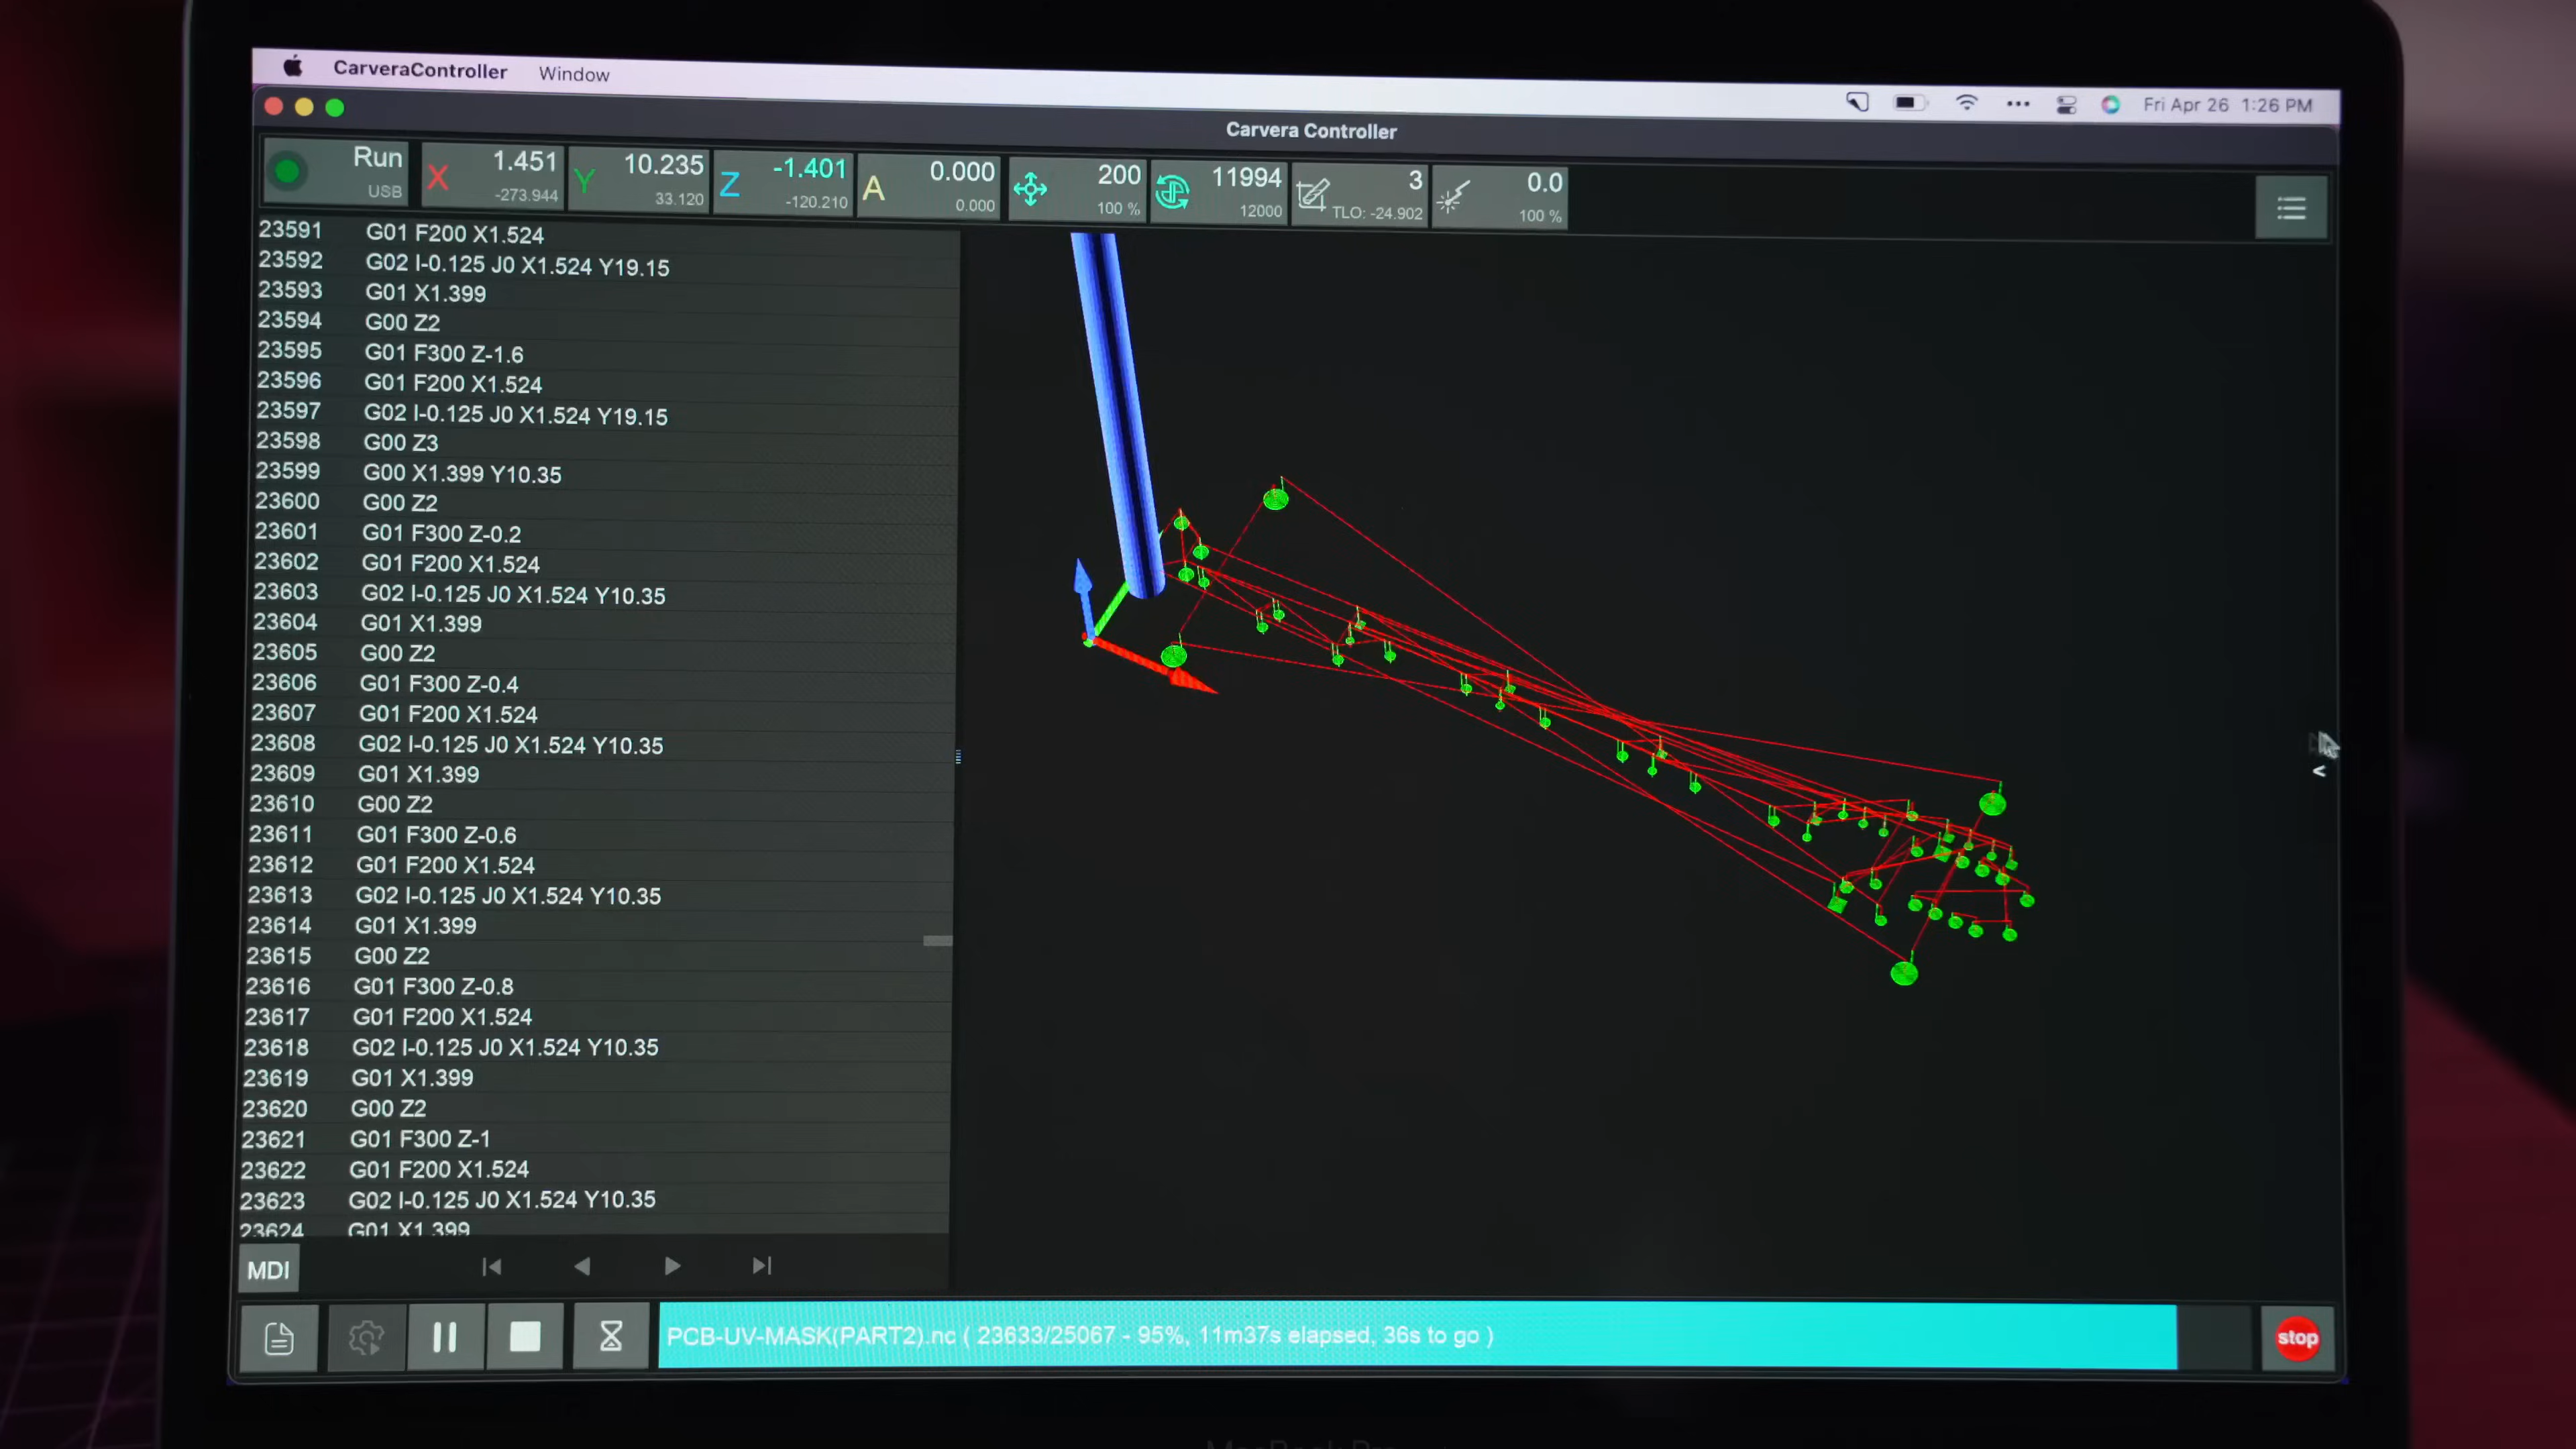 CarveraController Window
Fri Apr 26 1:26 PM
Carvera Controller
Run
USB
X 1.451
-273.944
Y 10.235
33.120
Z -1.401
-120.210
A 0.000
0.000
200
100 %
11994
12000
3
TLO: -24.902
0.0
100 %
23591 G01 F200 X1.524
23592 G02 I-0.125 J0 X1.524 Y19.15
23593 G01 X1.399
23594 G00 Z2
23595 G01 F300 Z-1.6
23596 G01 F200 X1.524
23597 G02 I-0.125 J0 X1.524 Y19.15
23598 G00 Z3
23599 G00 X1.399 Y10.35
23600 G00 Z2
23601 G01 F300 Z-0.2
23602 G01 F200 X1.524
23603 G02 I-0.125 J0 X1.524 Y10.35
23604 G01 X1.399
23605 G00 Z2
23606 G01 F300 Z-0.4
23607 G01 F200 X1.524
23608 G02 I-0.125 J0 X1.524 Y10.35
23609 G01 X1.399
23610 G00 Z2
23611 G01 F300 Z-0.6
23612 G01 F200 X1.524
23613 G02 I-0.125 J0 X1.524 Y10.35
23614 G01 X1.399
23615 G00 Z2
23616 G01 F300 Z-0.8
23617 G01 F200 X1.524
23618 G02 I-0.125 J0 X1.524 Y10.35
23619 G01 X1.399
23620 G00 Z2
23621 G01 F300 Z-1
23622 G01 F200 X1.524
23623 G02 I-0.125 J0 X1.524 Y10.35
23624 G01 X1.399
<
MDI
PCB-UV-MASK(PART2).nc ( 23633/25067 - 95%, 11m37s elapsed, 36s to go )
stop